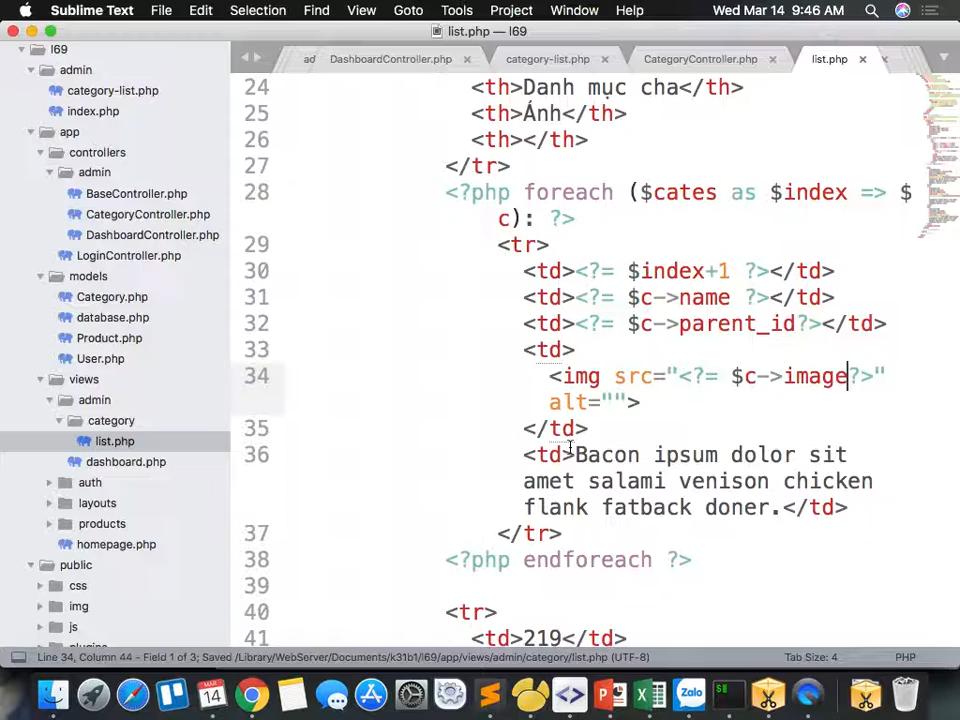 Sublime Text File Edit Selection Find View Goto Tools Project Window Help Wed Mar 14 9:46 AM
list.php — l69
l69
admin
category-list.php
index.php
app
controllers
admin
BaseController.php
CategoryController.php
DashboardController.php
LoginController.php
models
Category.php
database.php
Product.php
User.php
views
admin
category
list.php
dashboard.php
auth
layouts
products
homepage.php
public
css
img
js
ad DashboardController.php category-list.php CategoryController.php list.php
24 <th>Danh mục cha</th>
25 <th>Ảnh</th>
26 <th></th>
27 </tr>
28 <?php foreach ($cates as $index => $
c): ?>
29 <tr>
30 <td><?= $index+1 ?></td>
31 <td><?= $c->name ?></td>
32 <td><?= $c->parent_id?></td>
33 <td>
34 <img src="<?= $c->image?>"
alt="">
35 </td>
36 <td>Bacon ipsum dolor sit
amet salami venison chicken
flank fatback doner.</td>
37 </tr>
38 <?php endforeach ?>
39
40 <tr>
41 <td>219</td>
Line 34, Column 44 - Field 1 of 3; Saved /Library/WebServer/Documents/k31b1/l69/app/views/admin/category/list.php (UTF-8) Tab Size: 4 PHP
MAR
14
Zalo